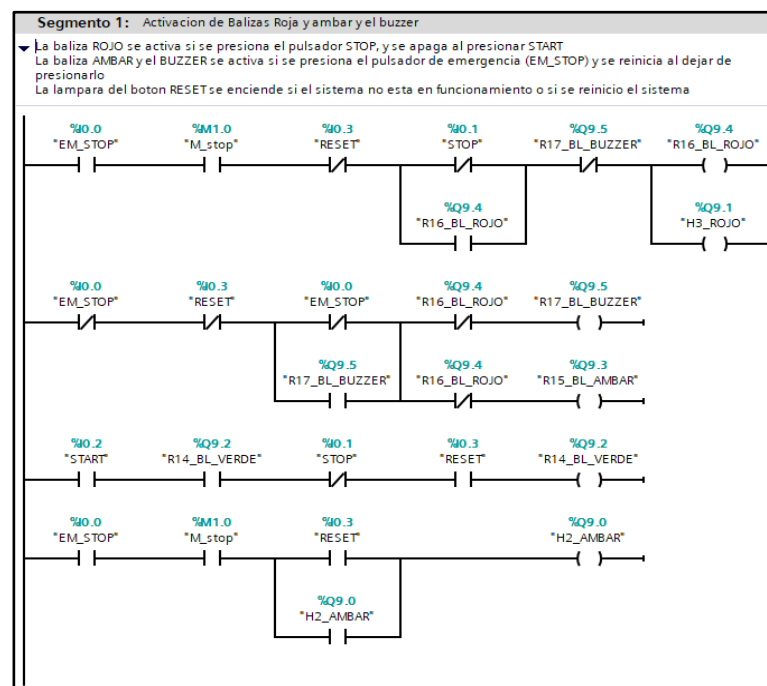 Segmento 1: Activacion de Balizas Roja y ambar y el buzzer
La baliza ROJO se activa si se presiona el pulsador STOP, y se apaga al presionar START
La baliza AMBAR y el BUZZER se activa si se presiona el pulsador de emergencia (EM_STOP) y se reinicia al dejar de
presionarlo
La lampara del boton RESET se enciende si el sistema no esta en funcionamiento o si se reinicio el sistema
%I0.0 %M1.0 %I0.3 %I0.1 %Q9.5 %Q9.4
"EM_STOP" "M_stop" "RESET" "STOP" "R17_BL_BUZZER" "R16_BL_ROJO"
%Q9.4 %Q9.1
"R16_BL_ROJO" "H3_ROJO"
%I0.0 %I0.3 %I0.0 %Q9.4 %Q9.5
"EM_STOP" "RESET" "EM_STOP" "R16_BL_ROJO" "R17_BL_BUZZER"
%Q9.5 %Q9.4 %Q9.3
"R17_BL_BUZZER" "R16_BL_ROJO" "R15_BL_AMBAR"
%I0.2 %Q9.2 %I0.1 %I0.3 %Q9.2
"START" "R14_BL_VERDE" "STOP" "RESET" "R14_BL_VERDE"
%I0.0 %M1.0 %I0.3 %Q9.0
"EM_STOP" "M_stop" "RESET" "H2_AMBAR"
%Q9.0
"H2_AMBAR"